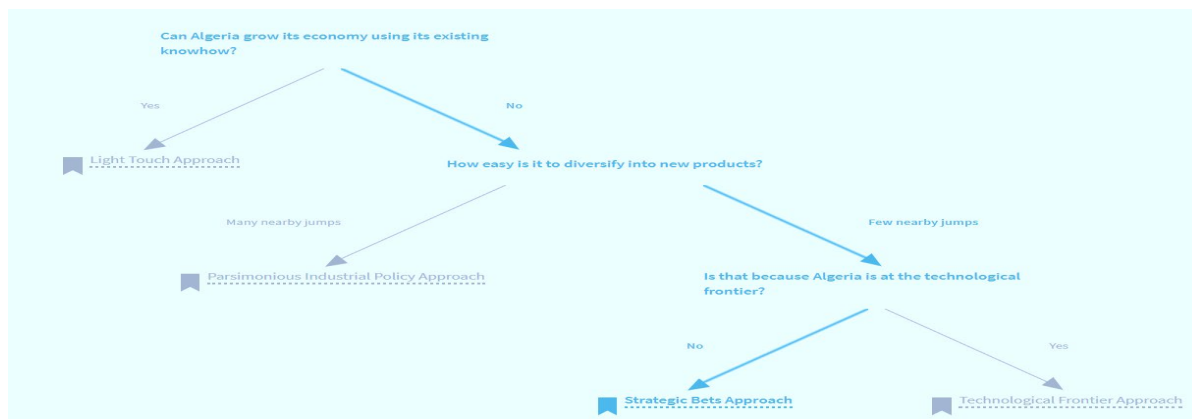 Can Algeria grow its economy using its existing
knowhow?
Yes
No
Light Touch Approach
How easy is it to diversify into new products?
Many nearby jumps
Few nearby jumps
Parsimonious Industrial Policy Approach
Is that because Algeria is at the technological
frontier?
No
Yes
Strategic Bets Approach
Technological Frontier Approach